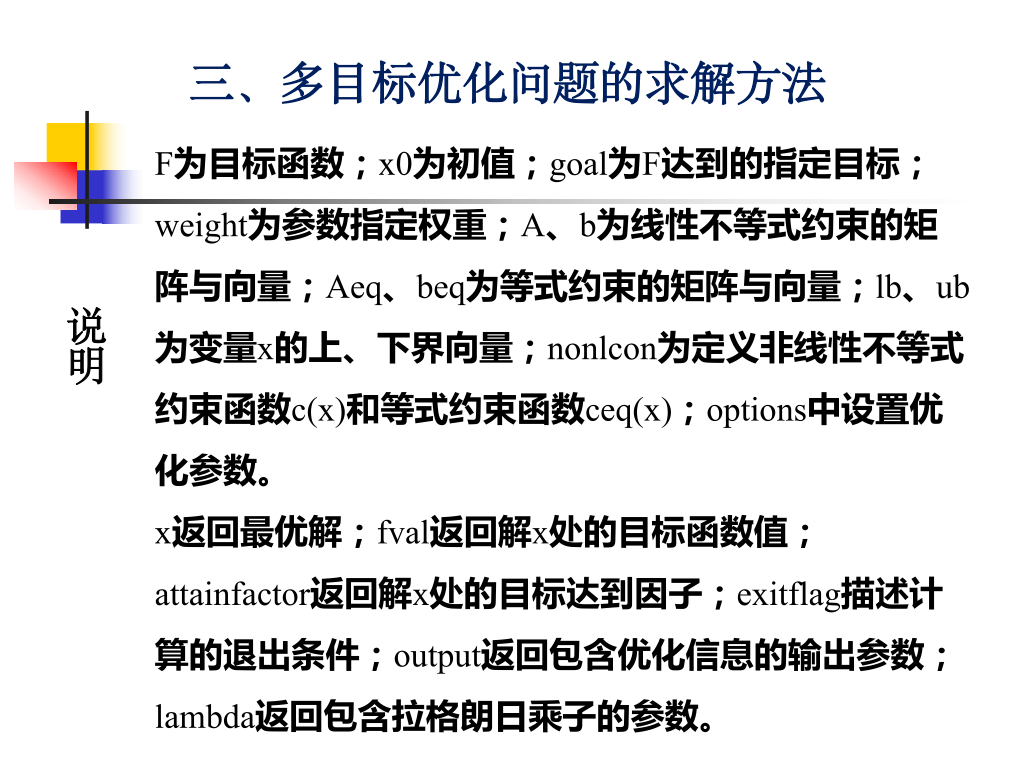 三、多目标优化问题的求解方法
F为目标函数；x0为初值；goal为F达到的指定目标；
weight为参数指定权重；A、b为线性不等式约束的矩
阵与向量；Aeq、beq为等式约束的矩阵与向量；lb、ub
为变量x的上、下界向量；nonlcon为定义非线性不等式
约束函数c(x)和等式约束函数ceq(x)；options中设置优
化参数。
x返回最优解；fval返回解x处的目标函数值；
attainfactor返回解x处的目标达到因子；exitflag描述计
算的退出条件；output返回包含优化信息的输出参数；
lambda返回包含拉格朗日乘子的参数。
说
明